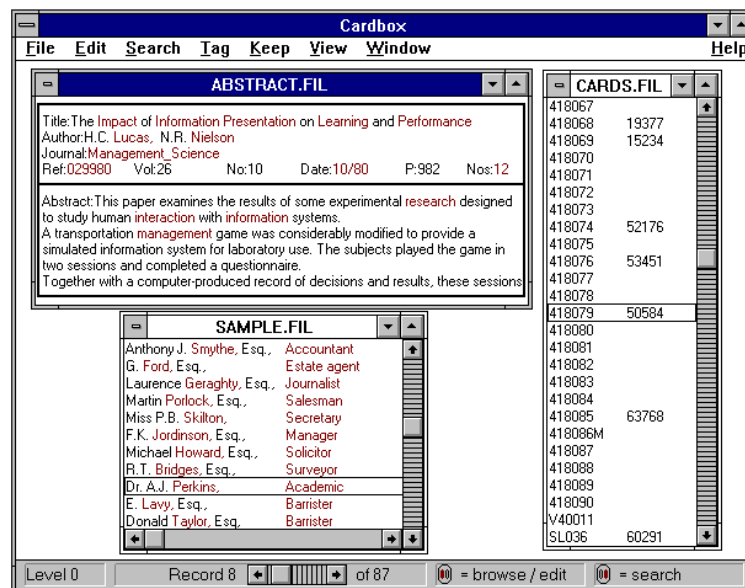 Cardbox
File Edit Search Tag Keep View Window Help
ABSTRACT.FIL
Title:The Impact of Information Presentation on Learning and Performance
Author:H.C. Lucas, N.R. Nielson
Journal:Management_Science
Ref:029980 Vol:26 No:10 Date:10/80 P:982 Nos:12
Abstract:This paper examines the results of some experimental research designed
to study human interaction with information systems.
A transportation management game was considerably modified to provide a
simulated information system for laboratory use. The subjects played the game in
two sessions and completed a questionnaire.
Together with a computer-produced record of decisions and results, these sessions
SAMPLE.FIL
Anthony J. Smythe, Esq., Accountant
G. Ford, Esq., Estate agent
Laurence Geraghty, Esq., Journalist
Martin Porlock, Esq., Salesman
Miss P.B. Skilton, Secretary
F.K. Jordinson, Esq., Manager
Michael Howard, Esq., Solicitor
R.T. Bridges, Esq., Surveyor
Dr. A.J. Perkins, Academic
E. Lavy, Esq., Barrister
Donald Taylor, Esq, Barrister
CARDS.FIL
418067
418068 19377
418069 15234
418070
418071
418072
418073
418074 52176
418075
418076 53451
418077
418078
418079 50584
418080
418081
418082
418083
418084
418085 63768
418086M
418087
418088
418089
418090
V40011
SL036 60291
Level 0 Record 8 of 87 = browse / edit = search